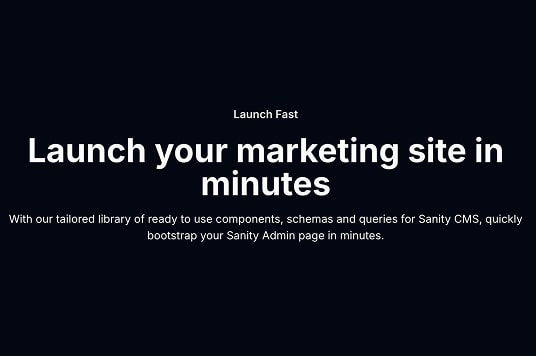 Launch Fast
Launch your marketing site in
minutes
With our tailored library of ready to use components, schemas and queries for Sanity CMS, quickly
bootstrap your Sanity Admin page in minutes.